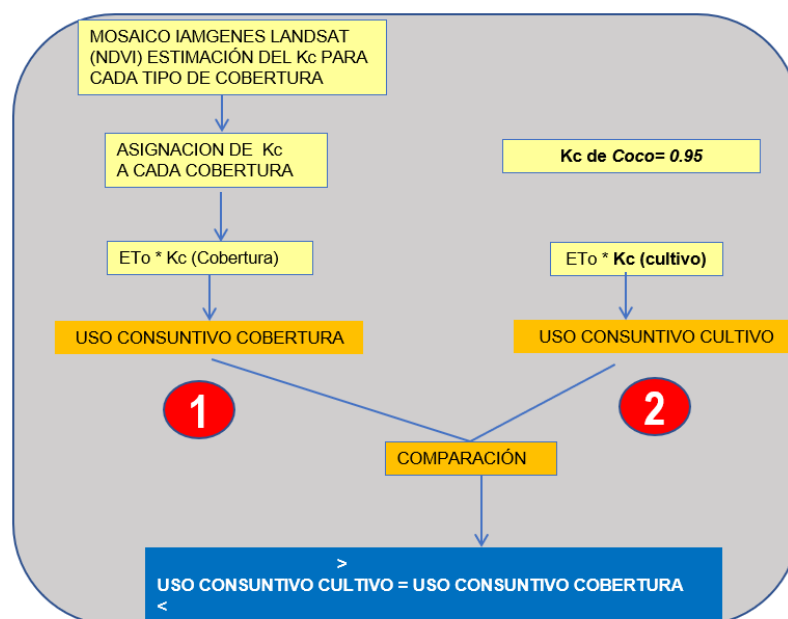 MOSAICO IAMGENES LANDSAT
(NDVI) ESTIMACIÓN DEL Kc PARA
CADA TIPO DE COBERTURA
ASIGNACION DE Kc
A CADA COBERTURA
Kc de Coco= 0.95
ETo * Kc (Cobertura)
ETo * Kc (cultivo)
USO CONSUNTIVO COBERTURA
USO CONSUNTIVO CULTIVO
1
2
COMPARACIÓN
>
USO CONSUNTIVO CULTIVO = USO CONSUNTIVO COBERTURA
<